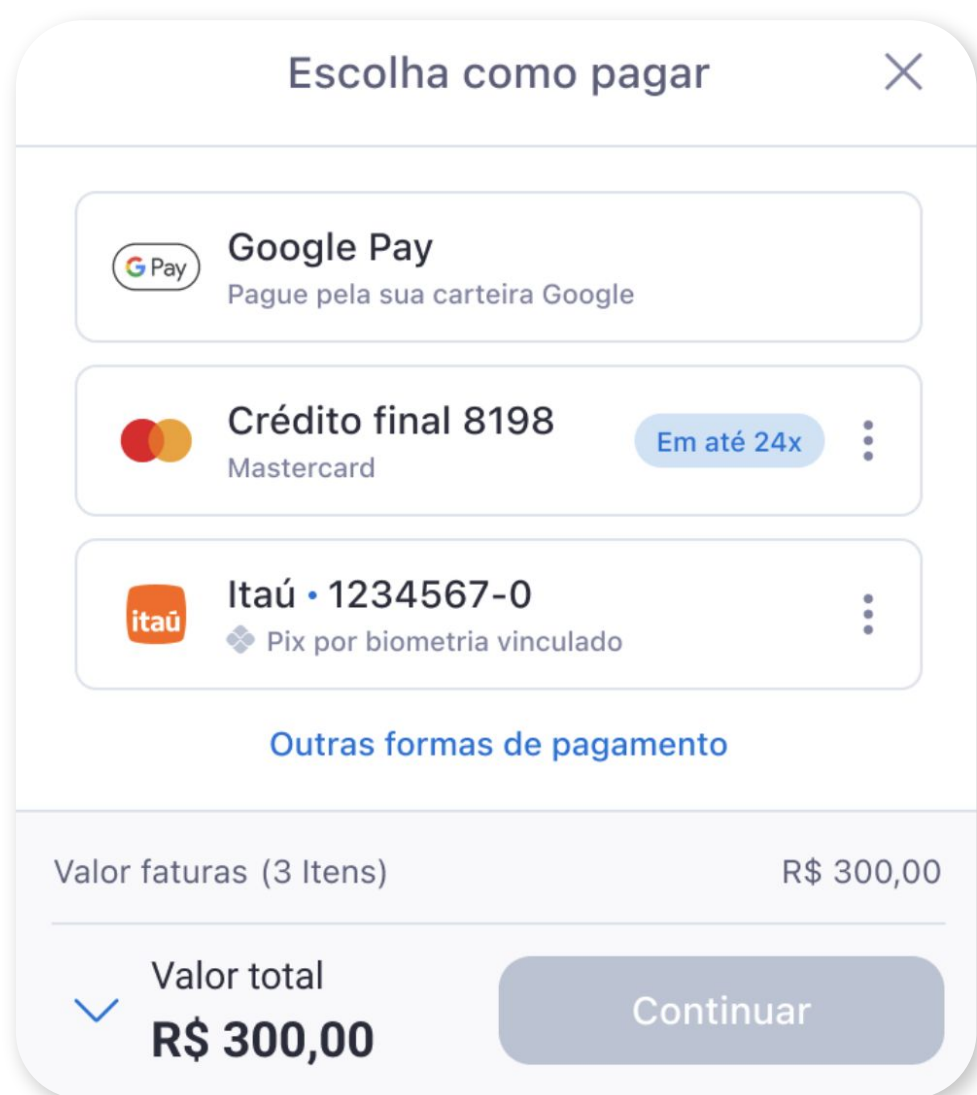 Escolha como pagar
G Pay
Google Pay
Pague pela sua carteira Google
Crédito final 8198
Mastercard
Em até 24x
itaú
Itaú • 1234567-0
Pix por biometria vinculado
Outras formas de pagamento
Valor faturas (3 Itens) R$ 300,00
Valor total
R$ 300,00
Continuar